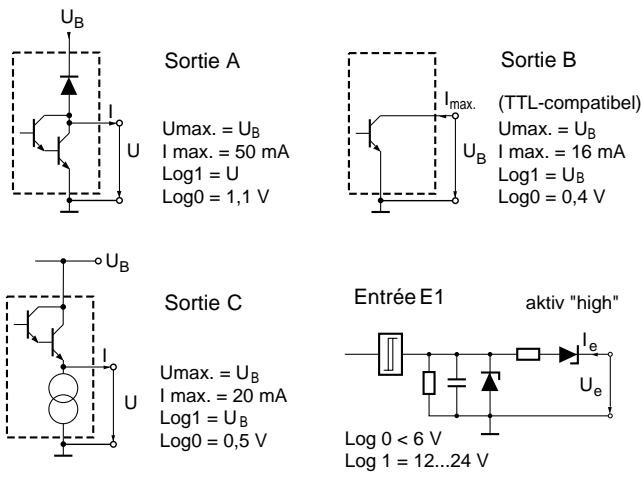 U_B
Sortie A
I
U
Umax. = U_B
I max. = 50 mA
Log1 = U
Log0 = 1,1 V
Sortie B
I_max.
(TTL-compatibel)
U_B
Umax. = U_B
I max. = 16 mA
Log1 = U_B
Log0 = 0,4 V
U_B
Sortie C
I
U
Umax. = U_B
I max. = 20 mA
Log1 = U_B
Log0 = 0,5 V
Entrée E1
aktiv "high"
I_e
U_e
Log 0 < 6 V
Log 1 = 12...24 V